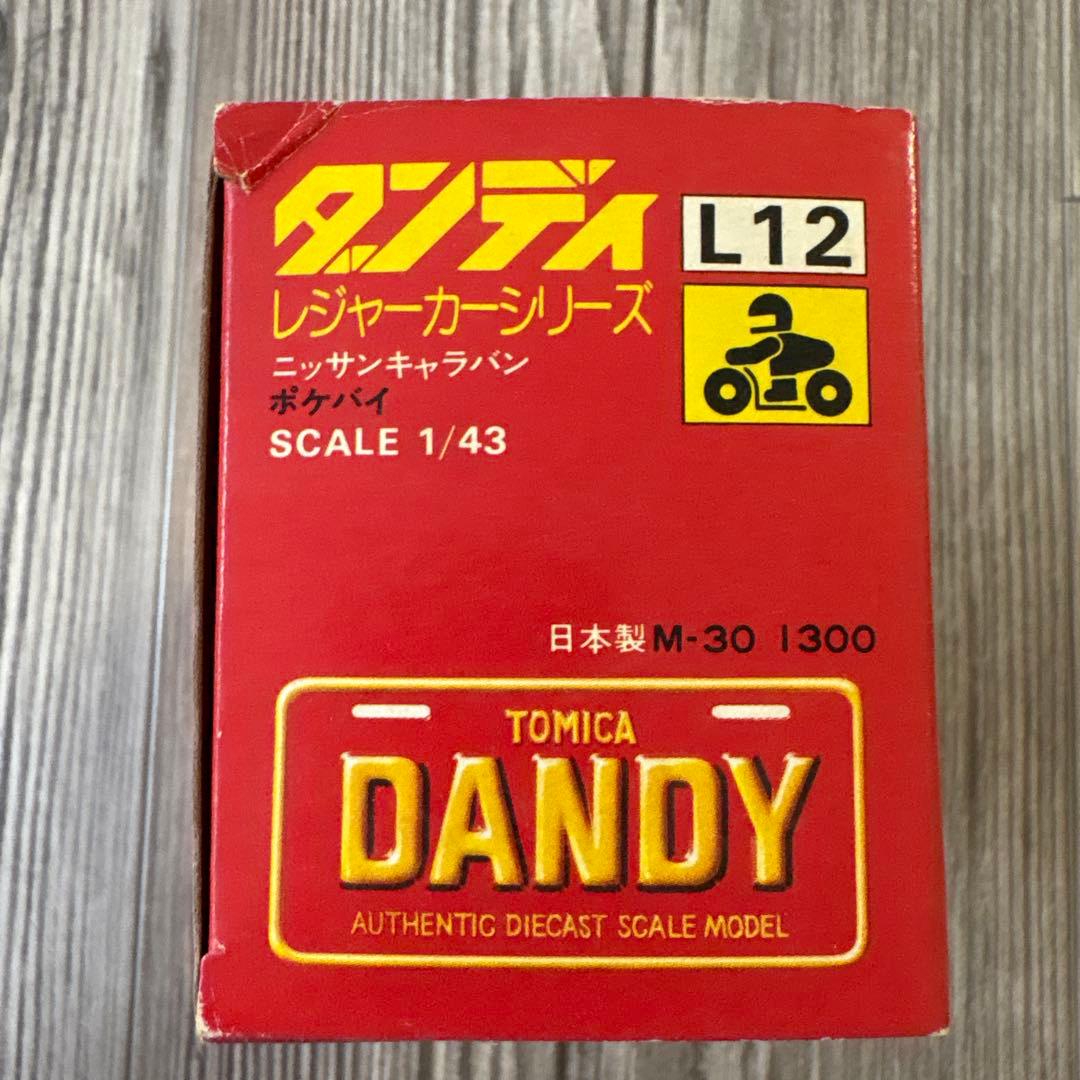 ダンディ
L12
レジャーカーシリーズ
ニッサンキャラバン
ポケバイ
SCALE 1/43
日本製 M-30 1300
TOMICA
DANDY
AUTHENTIC DIECAST SCALE MODEL